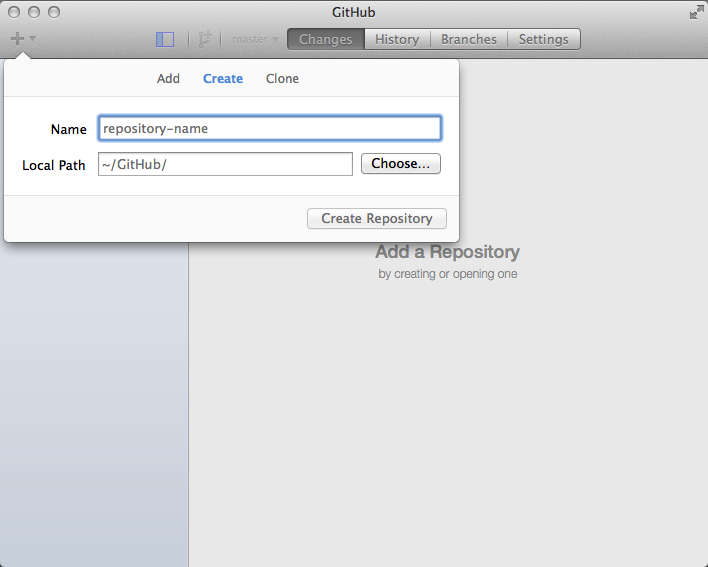 GitHub
master
Changes
History
Branches
Settings
Add
Create
Clone
Name
repository-name
Local Path
~/GitHub/
Choose...
Create Repository
Add a Repository
by creating or opening one